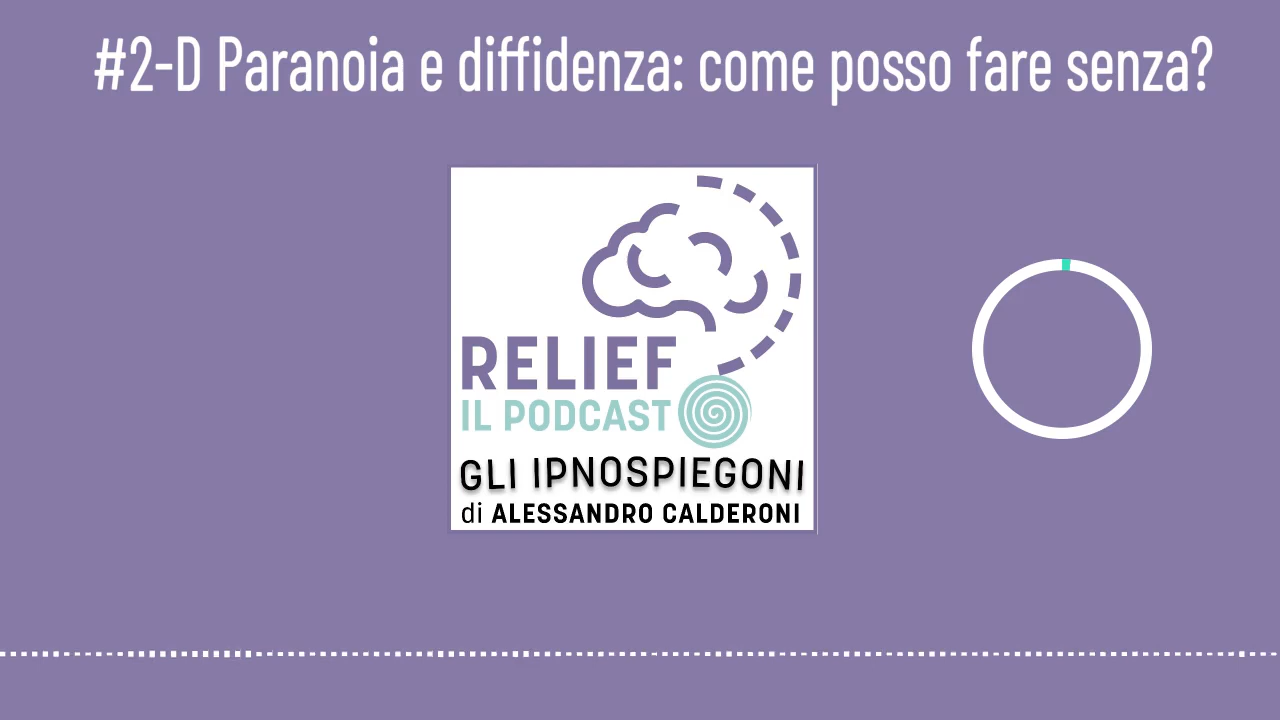 #2-D Paranoia e diffidenza: come posso fare senza?
RELIEF
IL PODCAST
GLI IPNOSPIEGONI
di ALESSANDRO CALDERONI